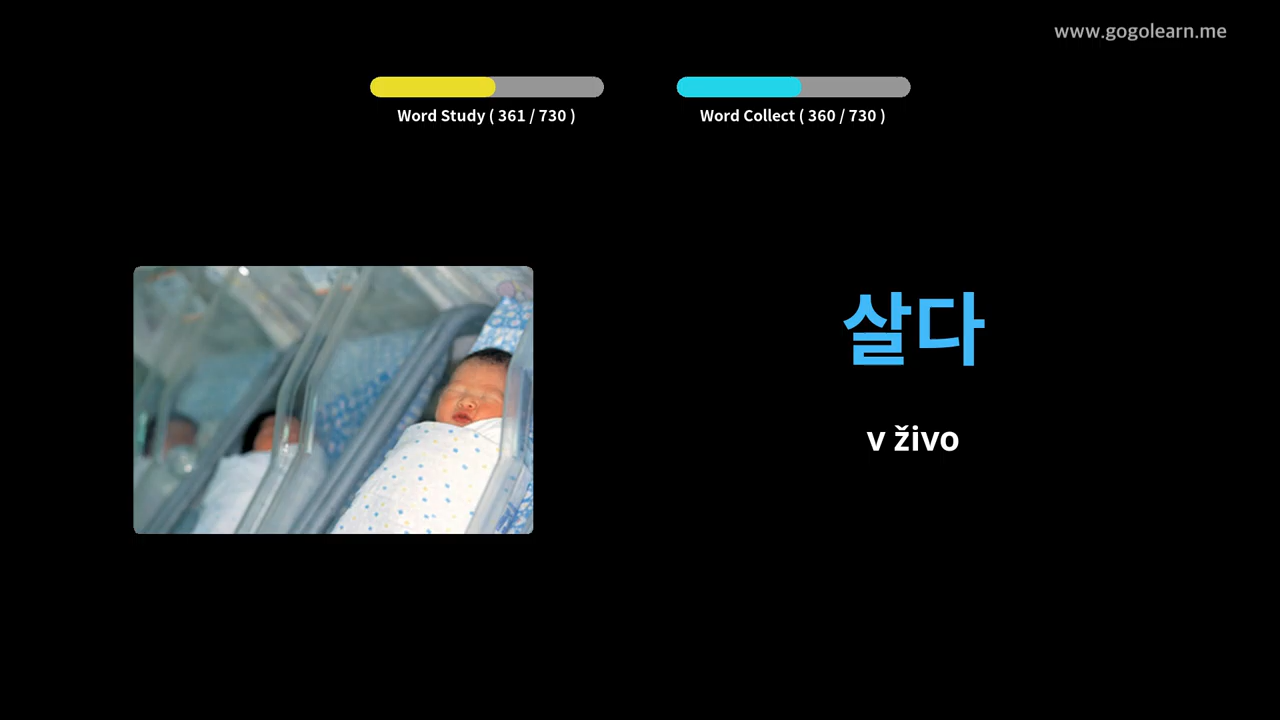 www.gogolearn.me
Word Study ( 361 / 730 )
Word Collect ( 360 / 730 )
살다
v živo